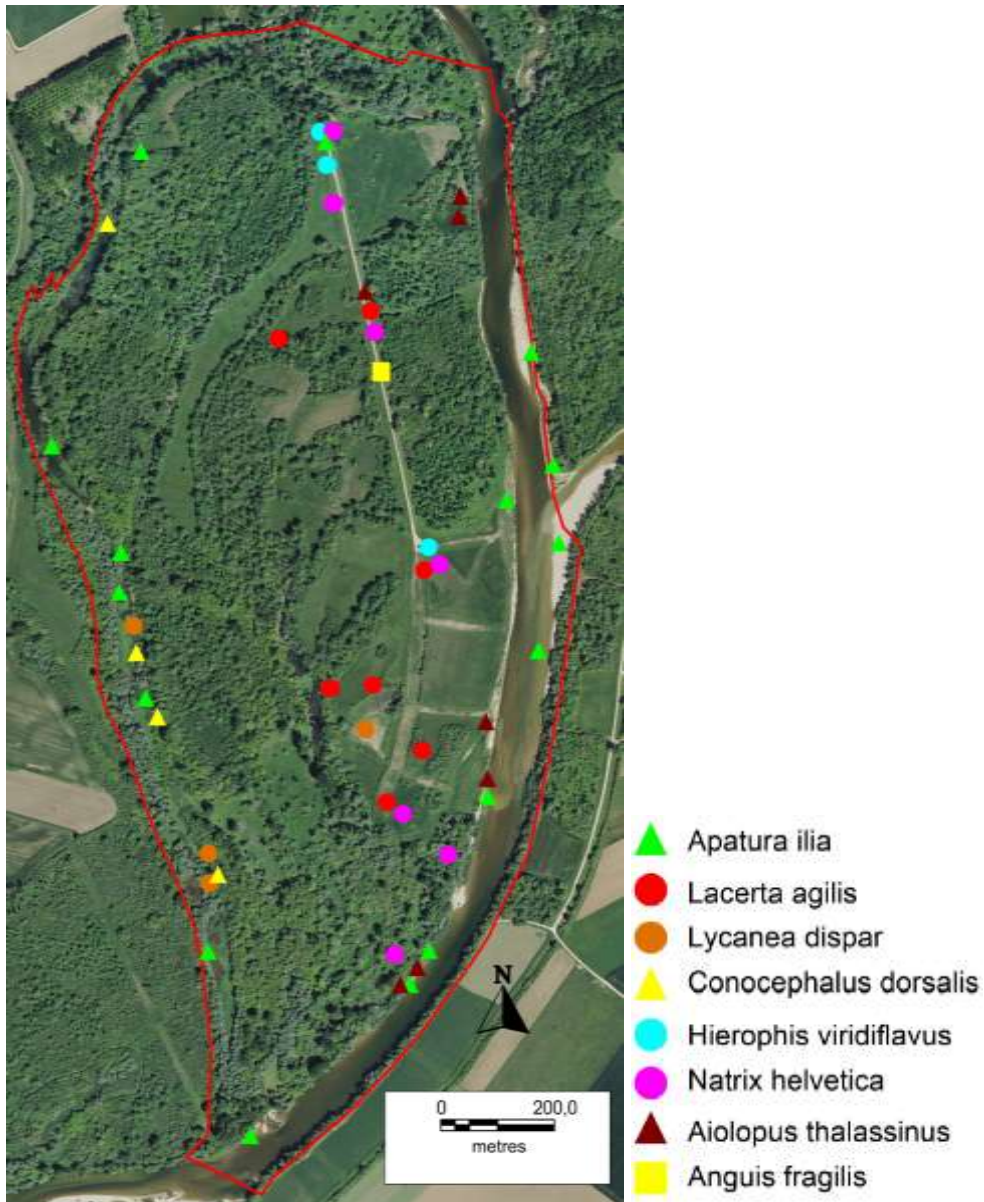 Apatura ilia
Lacerta agilis
Lycanea dispar
Conocephalus dorsalis
N
Hierophis viridiflavus
Natrix helvetica
0 200,0
Aiolopus thalassinus
metres
Anguis fragilis